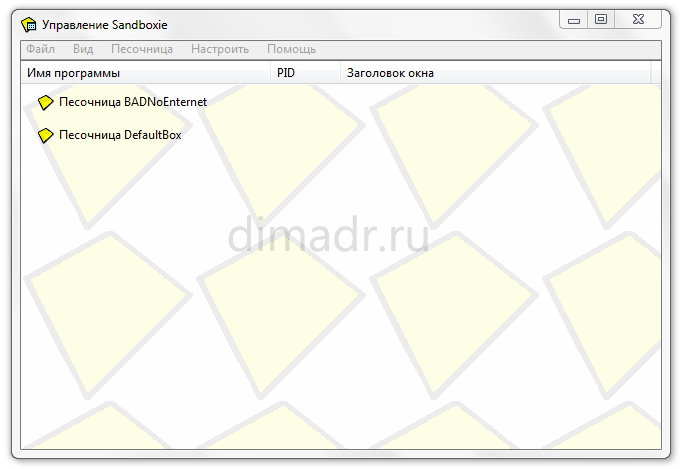 Управление Sandboxie
Файл Вид Песочница Настроить Помощь
Имя программы PID Заголовок окна
Песочница BADNoEnternet
Песочница DefaultBox
dimadr.ru